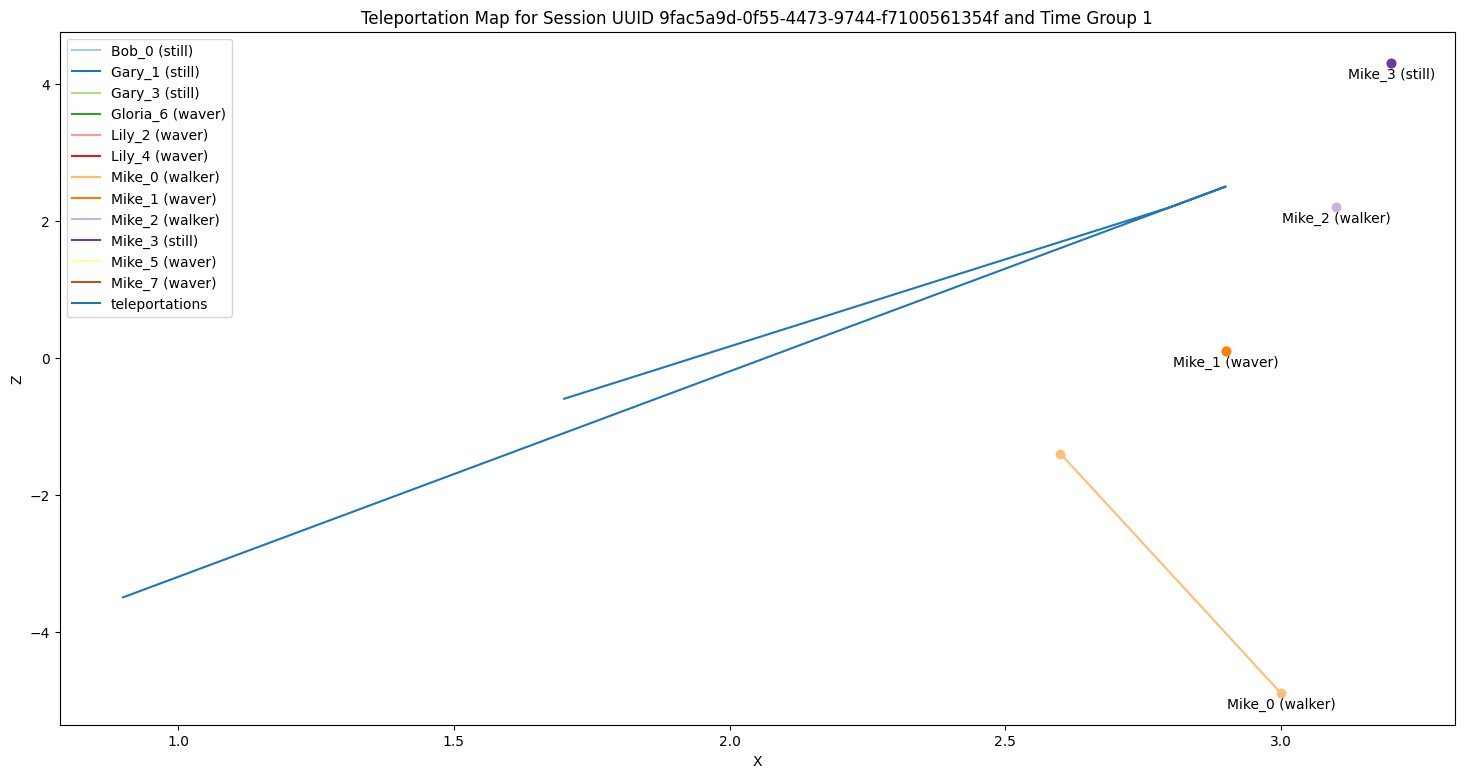 Teleportation Map for Session UUID 9fac5a9d-0f55-4473-9744-f7100561354f and Time Group 1
Bob_0 (still)
Gary_1 (still)
Gary_3 (still)
Gloria_6 (waver)
Lily_2 (waver)
Lily_4 (waver)
Mike_0 (walker)
Mike_1 (waver)
Mike_2 (walker)
Mike_3 (still)
Mike_5 (waver)
Mike_7 (waver)
teleportations
Mike_3 (still)
Mike_2 (walker)
Mike_1 (waver)
Mike_0 (walker)
4
2
0
−2
−4
Z
1.0 1.5 2.0 2.5 3.0
X